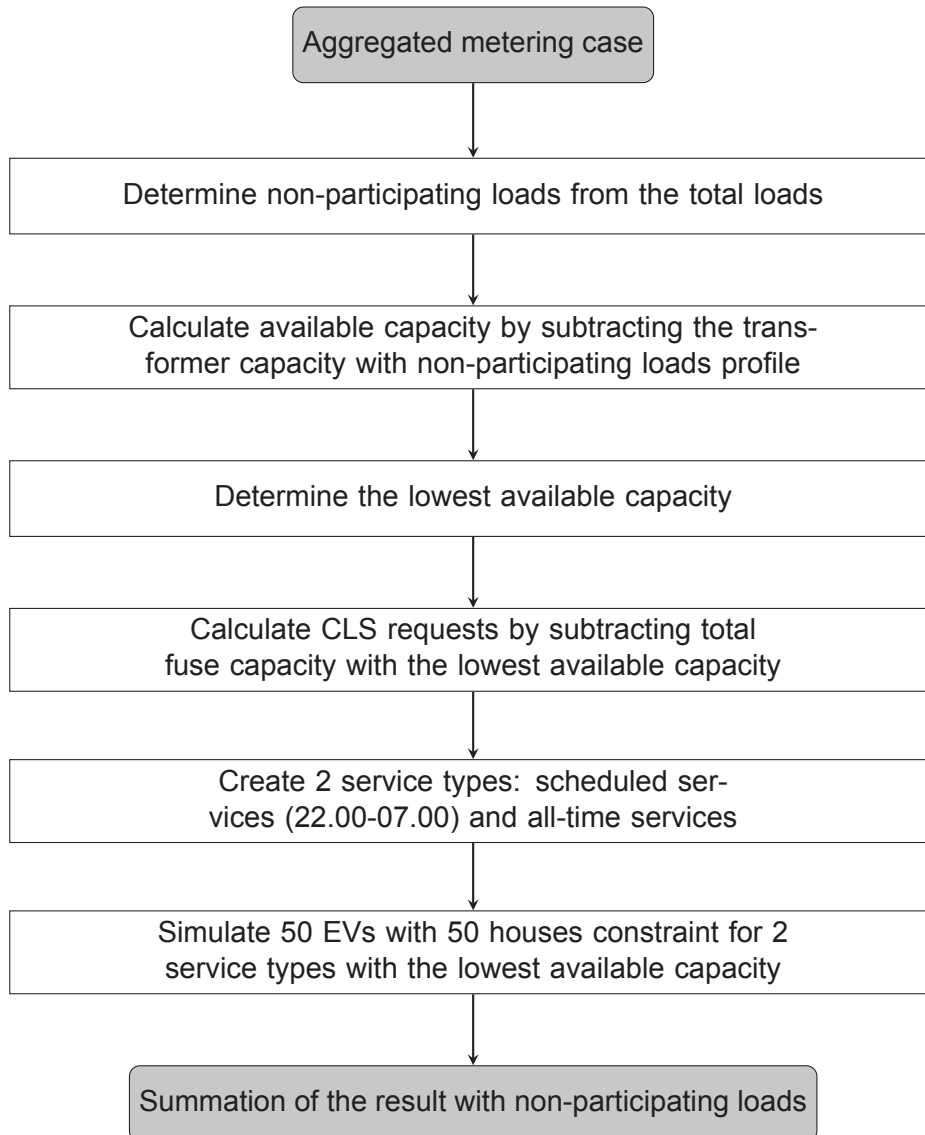 Aggregated metering case
Determine non-participating loads from the total loads
Calculate available capacity by subtracting the trans-
former capacity with non-participating loads profile
Determine the lowest available capacity
Calculate CLS requests by subtracting total
fuse capacity with the lowest available capacity
Create 2 service types: scheduled ser-
vices (22.00-07.00) and all-time services
Simulate 50 EVs with 50 houses constraint for 2
service types with the lowest available capacity
Summation of the result with non-participating loads